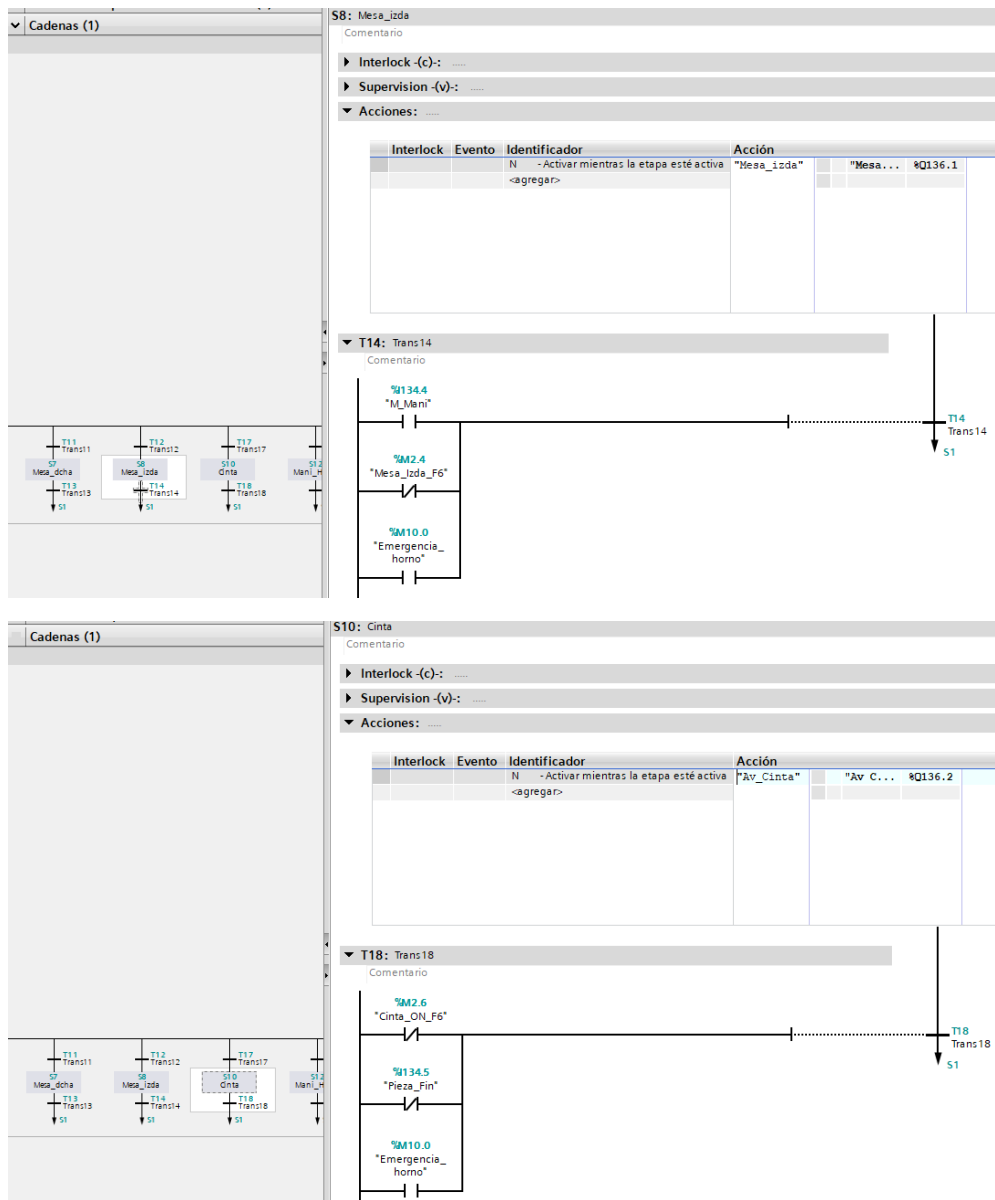 Cadenas (1)
S8: Mesa_izda
Comentario
Interlock -(c)-: .....
Supervision -(v)-: .....
Acciones: .....
Interlock Evento Identificador Acción
N - Activar mientras la etapa esté activa "Mesa_izda" "Mesa... %Q136.1
<agregar>
T14: Trans14
Comentario
%I134.4
"M_Mani"
T14
Trans14
S1
%M2.4
"Mesa_Izda_F6"
%M10.0
"Emergencia_
horno"
T11
Trans11
T12
Trans12
T17
Trans17
S7
Mesa_dcha
S8
Mesa_izda
S10
Cinta
S12
Mani_H
T13
Trans13
T14
Trans14
T18
Trans18
S1
S1
S1
Cadenas (1)
S10: Cinta
Comentario
Interlock -(c)-: .....
Supervision -(v)-: .....
Acciones: .....
Interlock Evento Identificador Acción
N - Activar mientras la etapa esté activa "Av_Cinta" "Av C... %Q136.2
<agregar>
T18: Trans18
Comentario
%M2.6
"Cinta_ON_F6"
T18
Trans18
S1
%I134.5
"Pieza_Fin"
%M10.0
"Emergencia_
horno"
T11
Trans11
T12
Trans12
T17
Trans17
S7
Mesa_dcha
S8
Mesa_izda
S10
Cinta
S12
Mani_H
T13
Trans13
T14
Trans14
T18
Trans18
S1
S1
S1